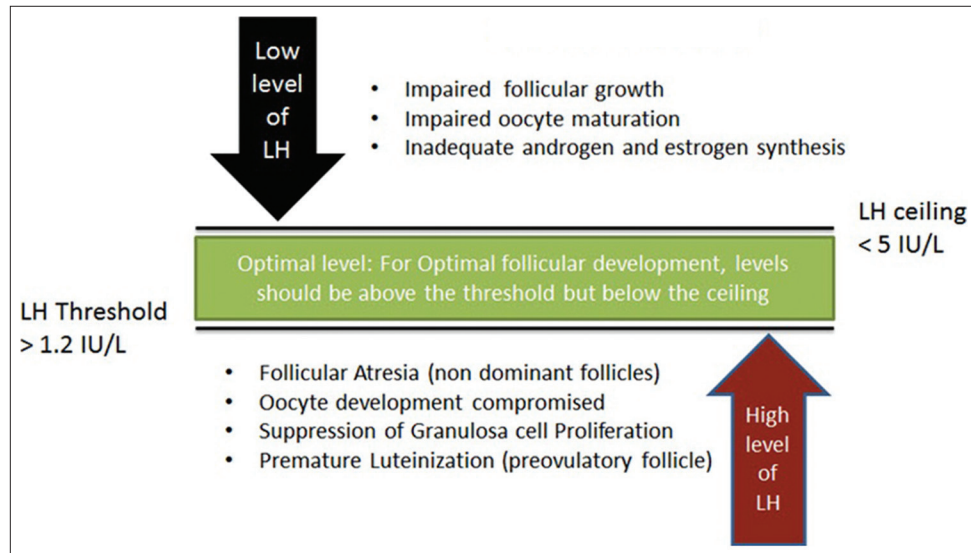 Low
level
of
LH
• Impaired follicular growth
• Impaired oocyte maturation
• Inadequate androgen and estrogen synthesis
LH ceiling
< 5 IU/L
Optimal level: For Optimal follicular development, levels
should be above the threshold but below the ceiling
LH Threshold
> 1.2 IU/L
• Follicular Atresia (non dominant follicles)
• Oocyte development compromised
• Suppression of Granulosa cell Proliferation
• Premature Luteinization (preovulatory follicle)
High
level
of
LH